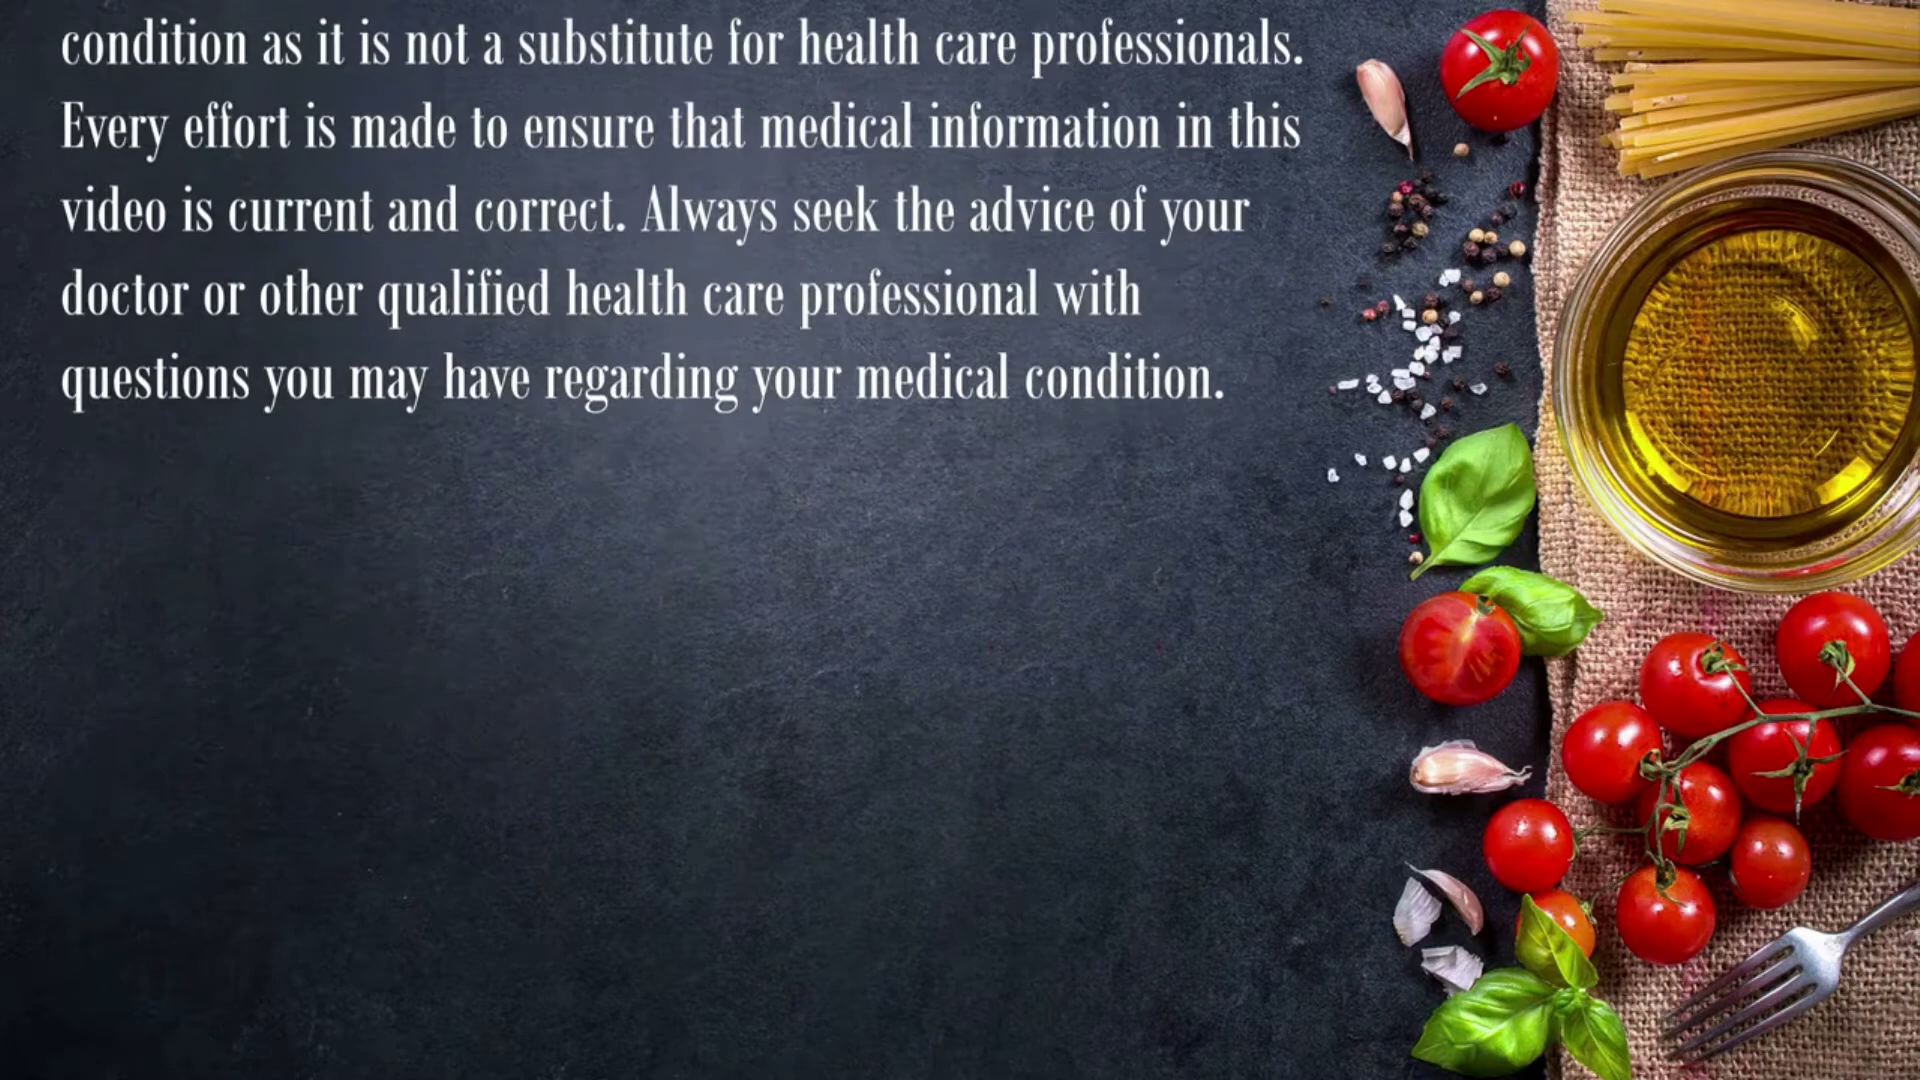 condition as it is not a substitute for health care professionals.
Every effort is made to ensure that medical information in this
video is current and correct. Always seek the advice of your
doctor or other qualified health care professional with
questions you may have regarding your medical condition.